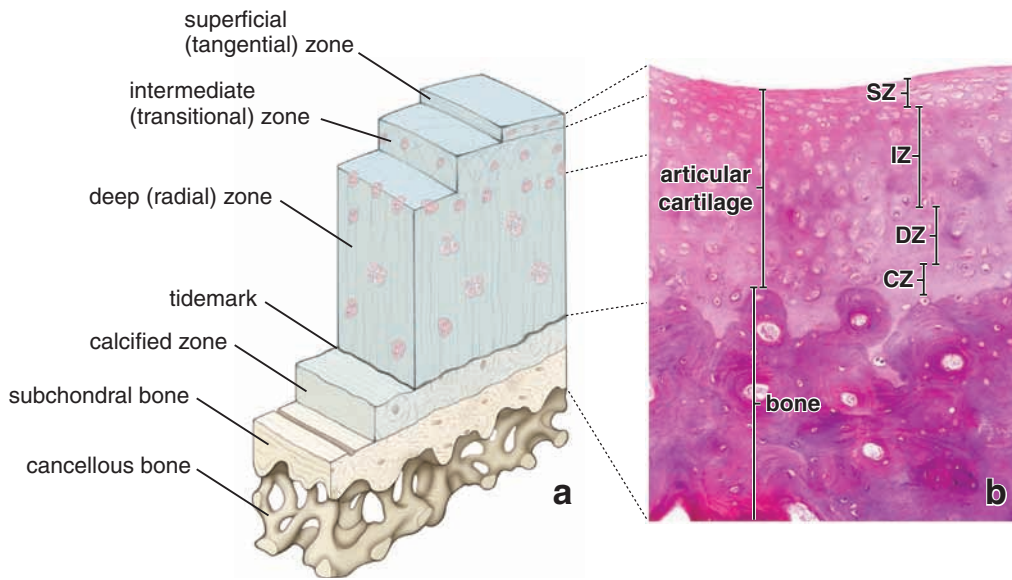 superficial
(tangential) zone
intermediate
(transitional) zone
deep (radial) zone
tidemark
calcified zone
subchondral bone
cancellous bone
a
SZ
IZ
articular
cartilage
DZ
CZ
bone
b